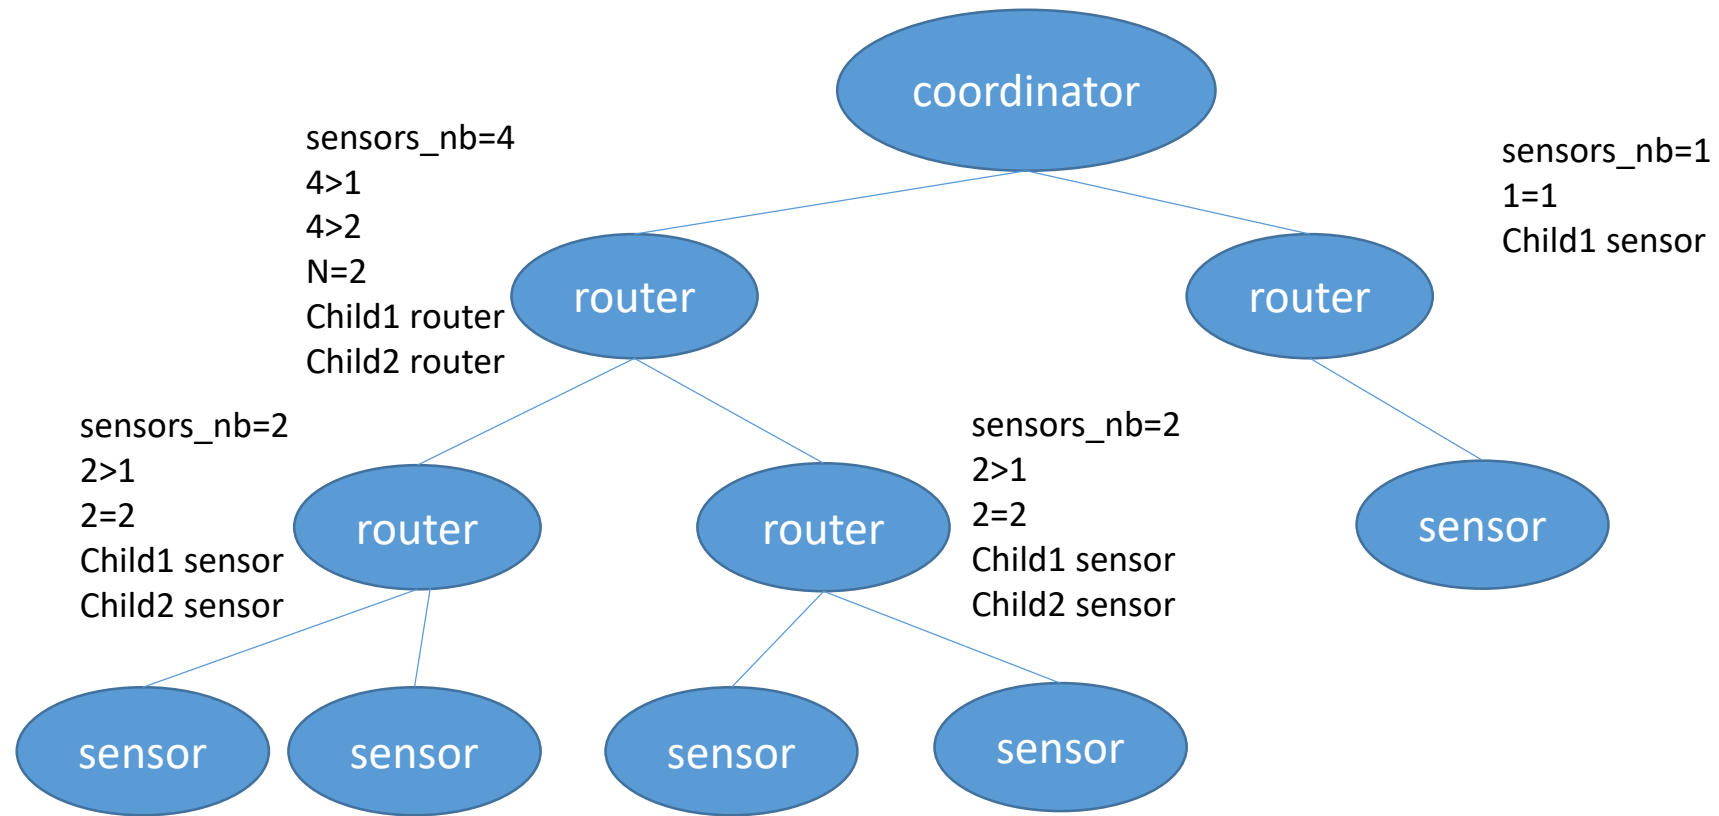 coordinator
sensors_nb=4
4>1
4>2
N=2
Child1 router
Child2 router
sensors_nb=1
1=1
Child1 sensor
router
router
sensors_nb=2
2>1
2=2
Child1 sensor
Child2 sensor
router
router
sensors_nb=2
2>1
2=2
Child1 sensor
Child2 sensor
sensor
sensor
sensor
sensor
sensor